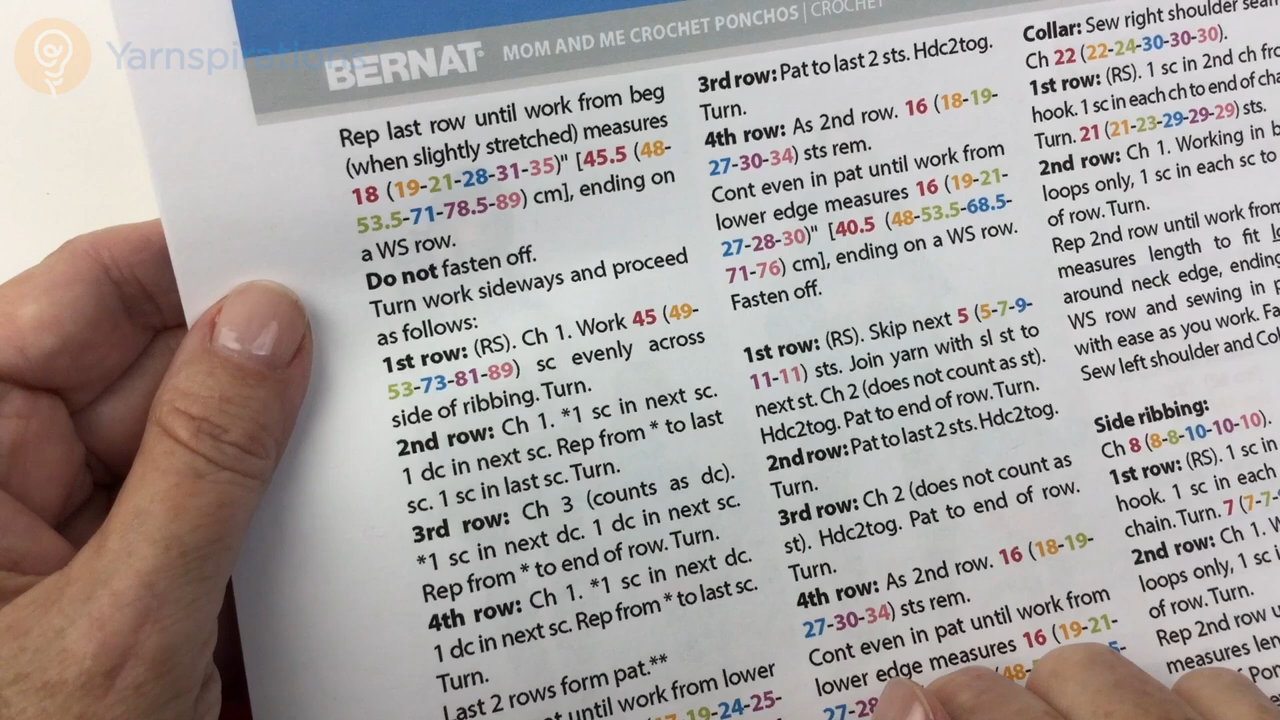 Yarnspirations
BERNAT
MOM AND ME CROCHET PONCHOS | CROCHET
Rep last row until work from beg
(when slightly stretched) measures
18 (19-21-28-31-35)" [45.5 (48-
53.5-71-78.5-89) cm], ending on
a WS row.
Do not fasten off.
Turn work sideways and proceed
as follows:
1st row: (RS). Ch 1. Work 45 (49-
53-73-81-89) sc evenly across
side of ribbing. Turn.
2nd row: Ch 1. *1 sc in next sc.
1 dc in next sc. Rep from * to last
sc. 1 sc in last sc. Turn.
3rd row: Ch 3 (counts as dc).
*1 sc in next dc. 1 dc in next sc.
Rep from * to end of row. Turn.
4th row: Ch 1. *1 sc in next dc.
1 dc in next sc. Rep from * to last sc.
Turn.
Last 2 rows form pat.**
until work from lower
19-24-25-
3rd row: Pat to last 2 sts. Hdc2tog.
Turn.
4th row: As 2nd row. 16 (18-19-
27-30-34) sts rem.
Cont even in pat until work from
lower edge measures 16 (19-21-
27-28-30)" [40.5 (48-53.5-68.5-
71-76) cm], ending on a WS row.
Fasten off.
1st row: (RS). Skip next 5 (5-7-9-
11-11) sts. Join yarn with sl st to
next st. Ch 2 (does not count as st).
Hdc2tog. Pat to end of row. Turn.
2nd row: Pat to last 2 sts. Hdc2tog.
Turn.
3rd row: Ch 2 (does not count as
st). Hdc2tog. Pat to end of row.
Turn.
4th row: As 2nd row. 16 (18-19-
27-30-34) sts rem.
Cont even in pat until work from
lower edge measures 16 (19-21-
27-28
(48-
Collar: Sew right shoulder seam
Ch 22 (22-24-30-30-30).
1st row: (RS). 1 sc in 2nd ch fro
hook. 1 sc in each ch to end of cha
Turn. 21 (21-23-29-29-29) sts.
2nd row: Ch 1. Working in b
loops only, 1 sc in each sc to
of row. Turn.
Rep 2nd row until work from
measures length to fit
around neck edge, ending
WS row and sewing in p
with ease as you work. Fa
Sew left shoulder and Co
Side ribbing:
Ch 8 (8-8-10-10-10).
1st row: (RS). 1 sc in
hook. 1 sc in each
chain. Turn. 7 (7-7-
2nd row: Ch 1. W
loops only, 1 sc i
of row. Turn.
Rep 2nd row u
measures len
Pon